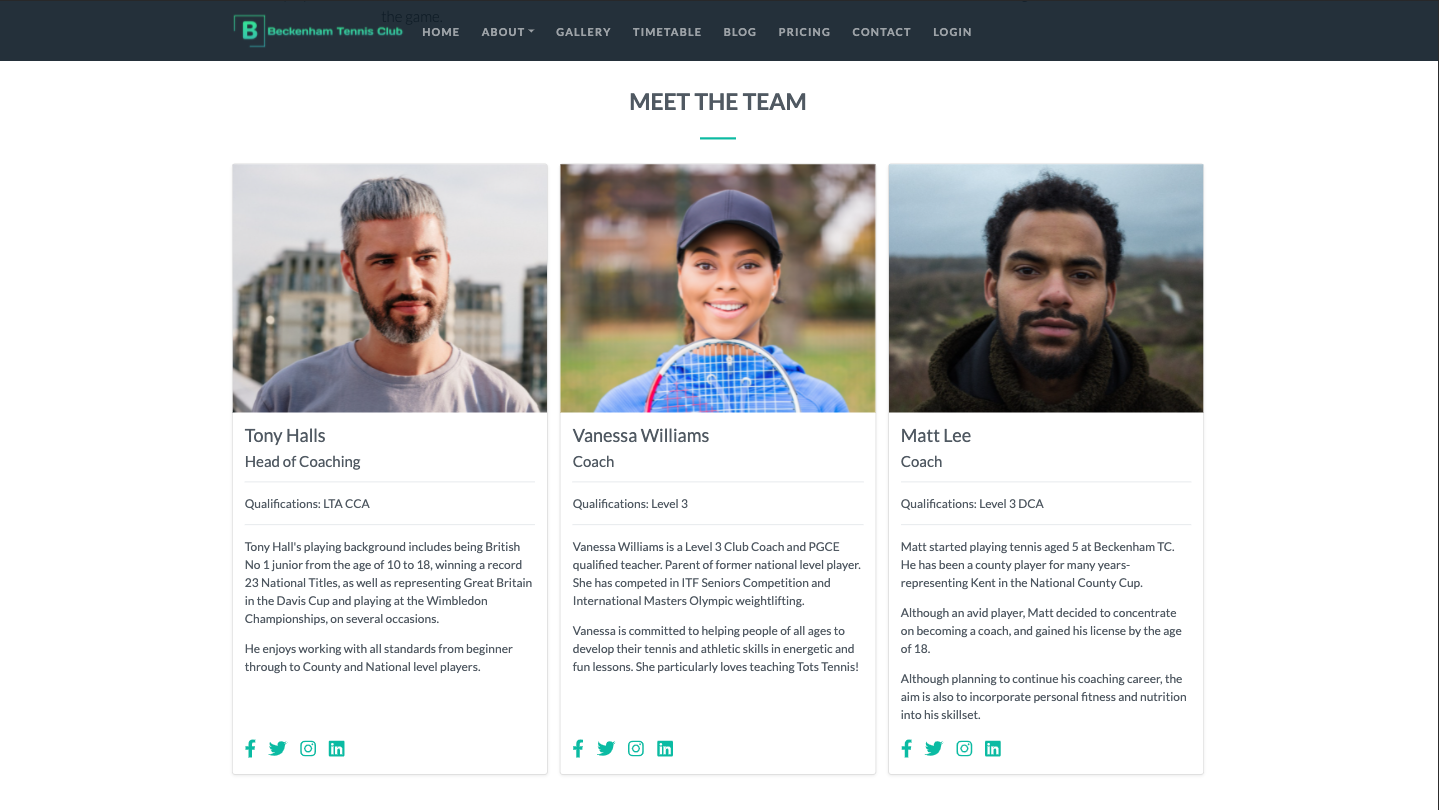 the game.
B Beckenham Tennis Club HOME ABOUT GALLERY TIMETABLE BLOG PRICING CONTACT LOGIN
MEET THE TEAM
Tony Halls
Head of Coaching
Qualifications: LTA CCA
Tony Hall's playing background includes being British
No 1 junior from the age of 10 to 18, winning a record
23 National Titles, as well as representing Great Britain
in the Davis Cup and playing at the Wimbledon
Championships, on several occasions.
He enjoys working with all standards from beginner
through to County and National level players.
Vanessa Williams
Coach
Qualifications: Level 3
Vanessa Williams is a Level 3 Club Coach and PGCE
qualified teacher. Parent of former national level player.
She has competed in ITF Seniors Competition and
International Masters Olympic weightlifting.
Vanessa is committed to helping people of all ages to
develop their tennis and athletic skills in energetic and
fun lessons. She particularly loves teaching Tots Tennis!
Matt Lee
Coach
Qualifications: Level 3 DCA
Matt started playing tennis aged 5 at Beckenham TC.
He has been a county player for many years-
representing Kent in the National County Cup.
Although an avid player, Matt decided to concentrate
on becoming a coach, and gained his license by the age
of 18.
Although planning to continue his coaching career, the
aim is also to incorporate personal fitness and nutrition
into his skillset.